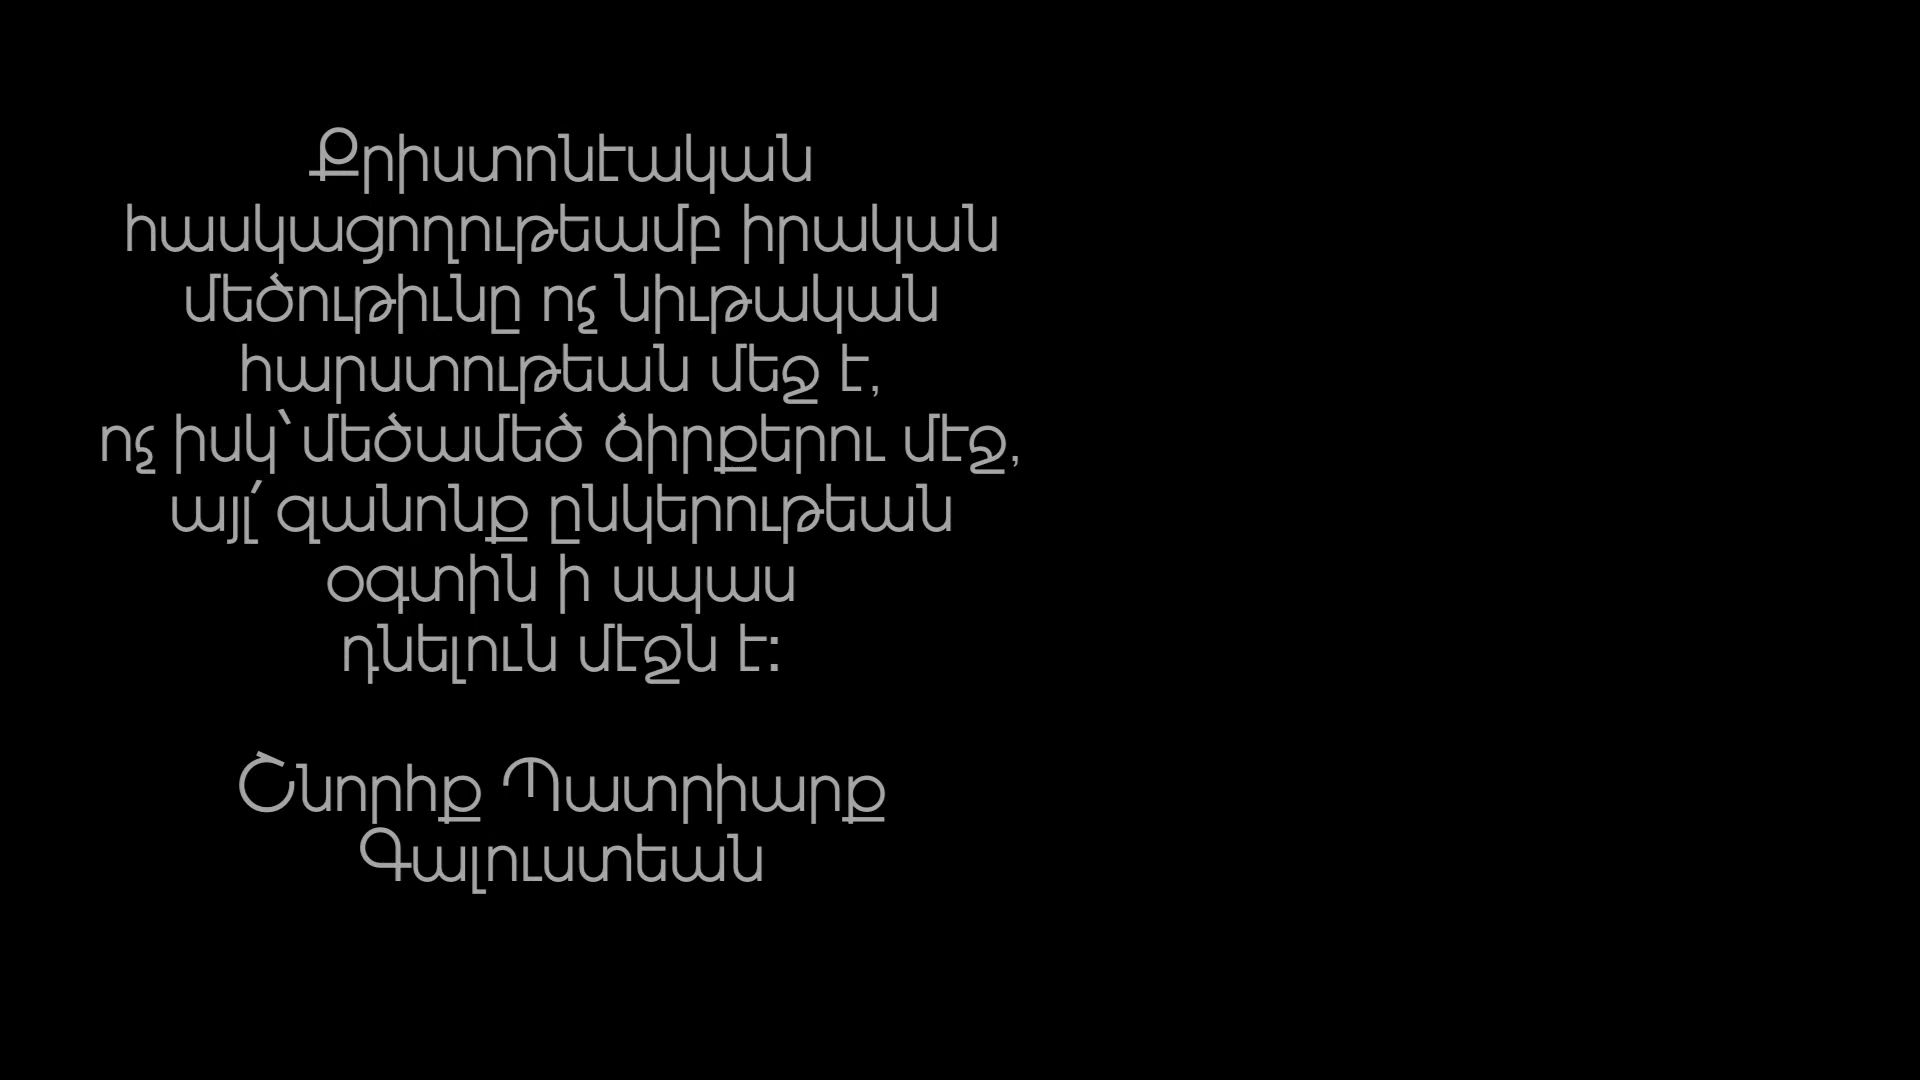 Քրիստոնէական
հասկացողութեամբ իրական
մեծութիւնը ոչ նիւթական
հարստութեան մեջ է,
ոչ իսկ՝ մեծամեծ ձիրքերու մէջ,
այլ՛ զանոնք ընկերութեան
օգտին ի սպաս
դնելուն մէջն է:
Շնորհք Պատրիարք
Գալուստեան